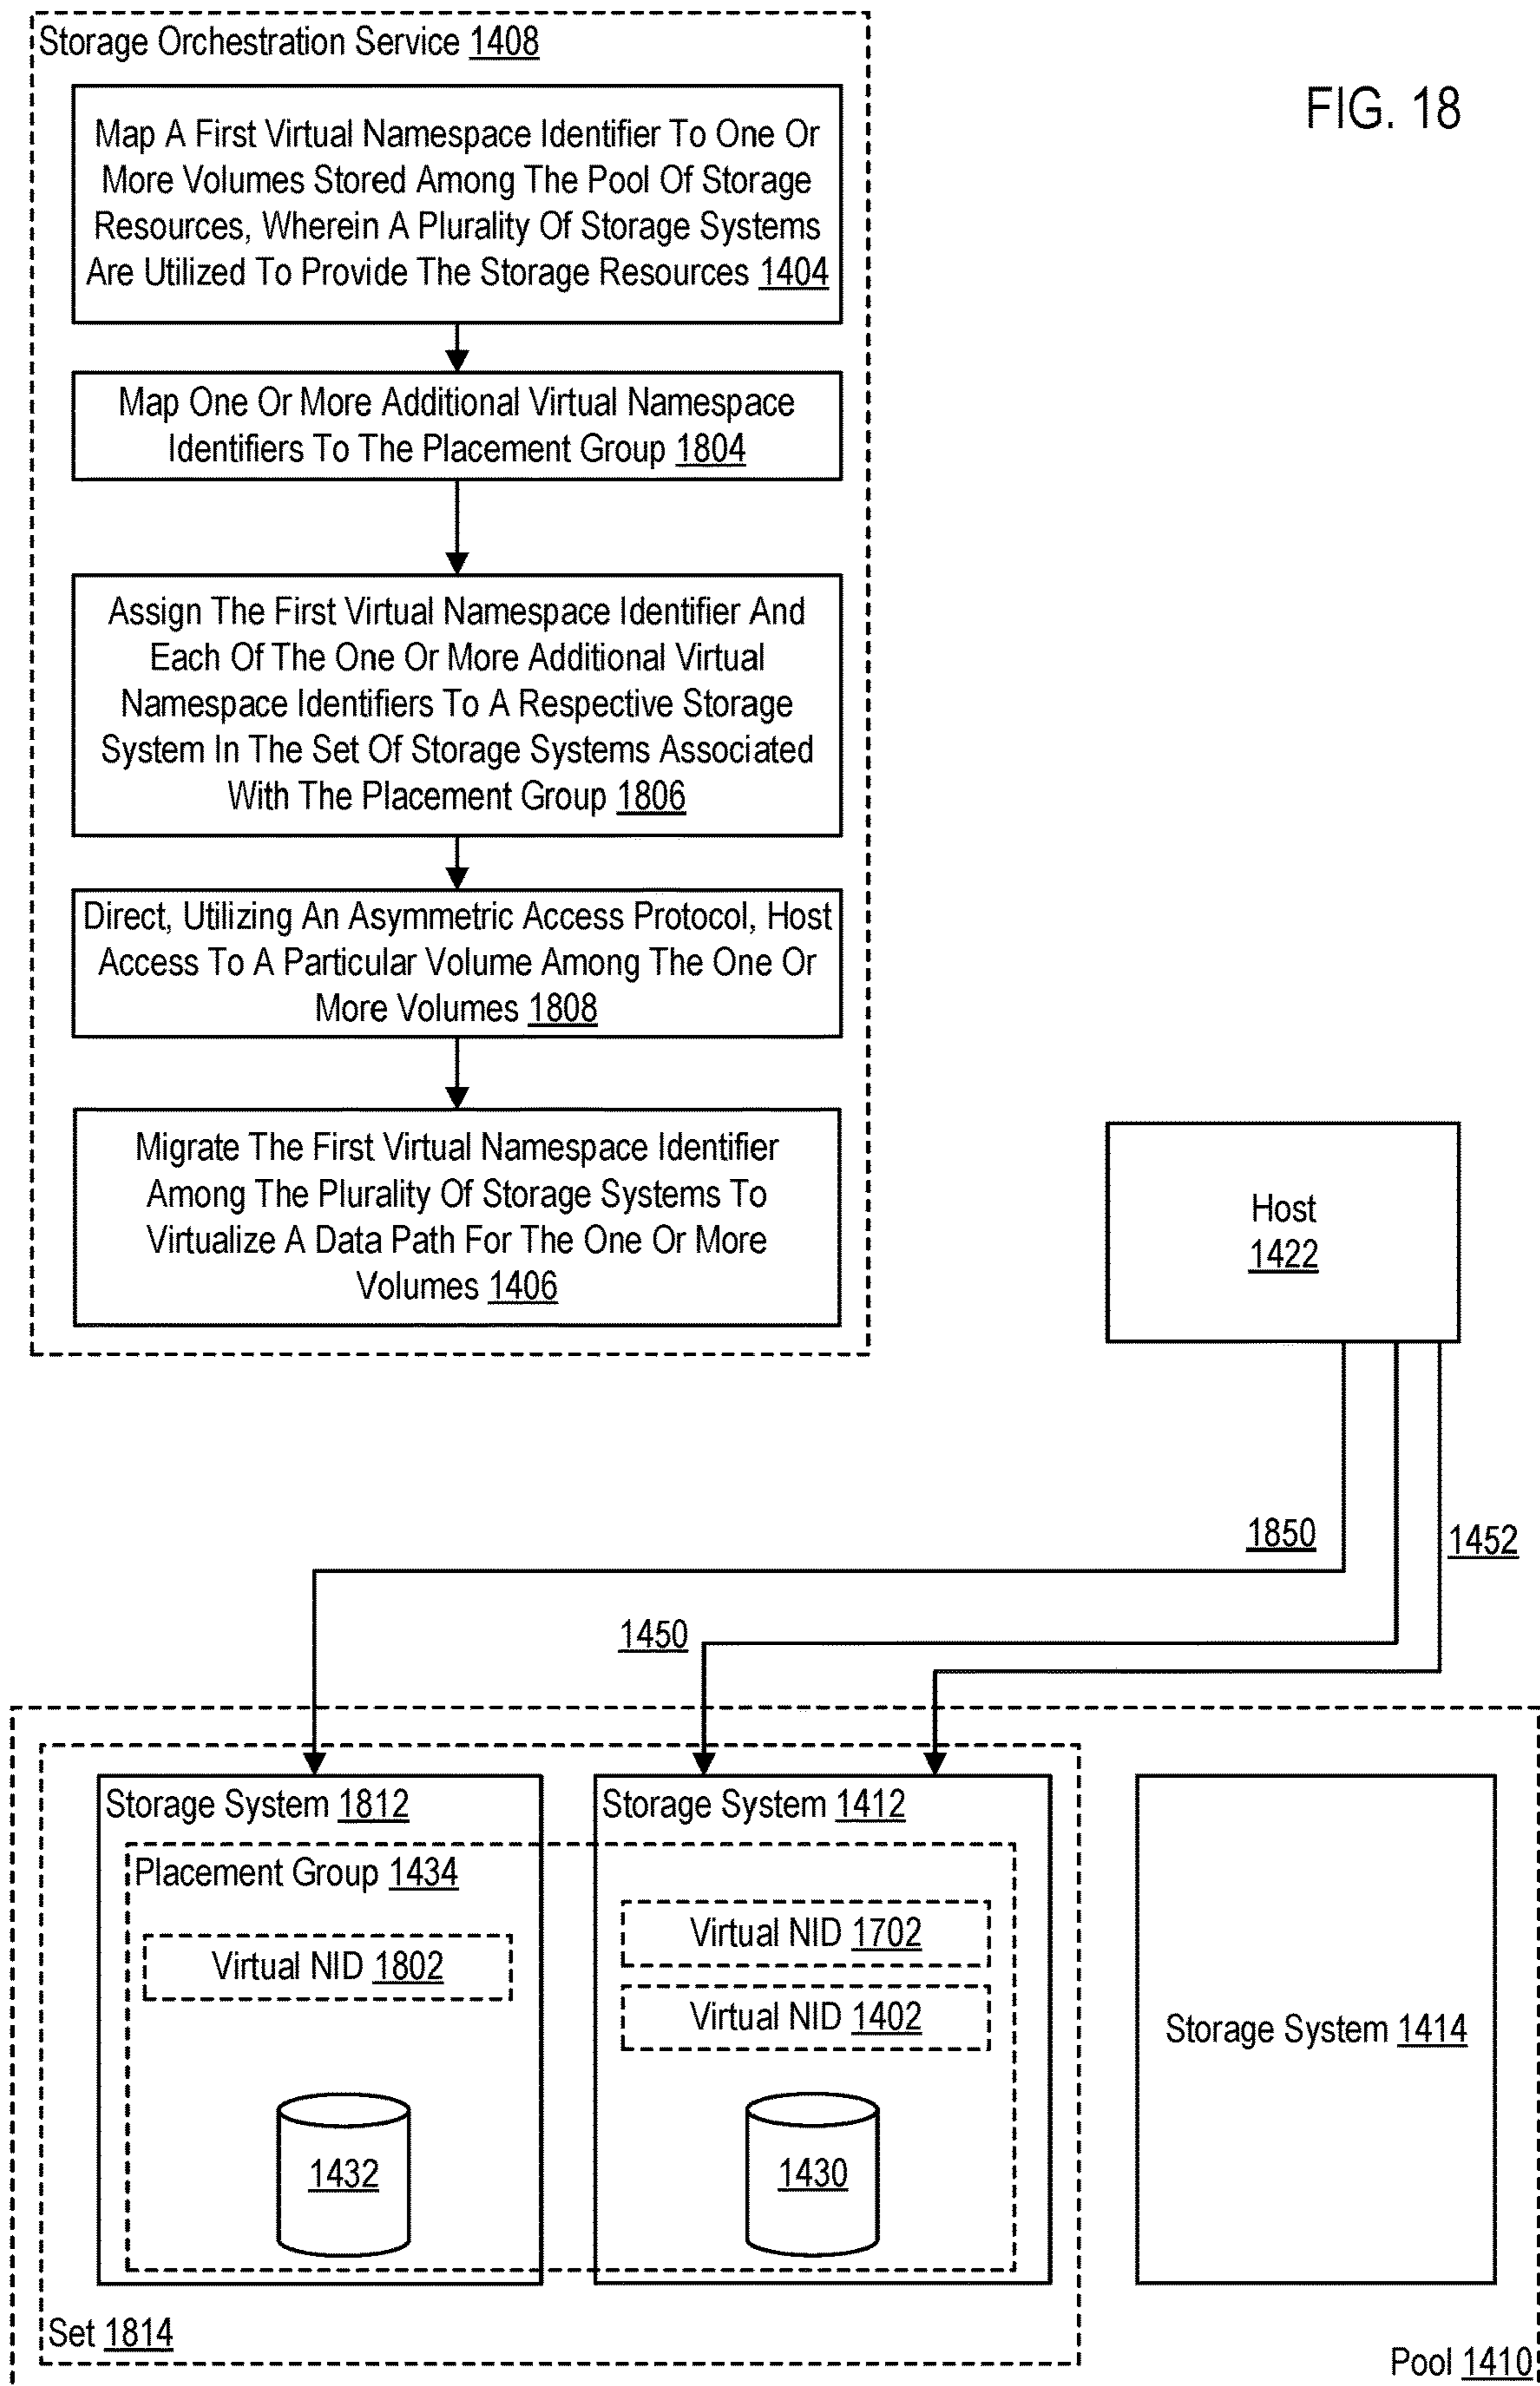 Storage Orchestration Service 1408
FIG. 18
Map A First Virtual Namespace Identifier To One Or
More Volumes Stored Among The Pool Of Storage
Resources, Wherein A Plurality Of Storage Systems
Are Utilized To Provide The Storage Resources 1404
Map One Or More Additional Virtual Namespace
Identifiers To The Placement Group 1804
Assign The First Virtual Namespace Identifier And
Each Of The One Or More Additional Virtual
Namespace Identifiers To A Respective Storage
System In The Set Of Storage Systems Associated
With The Placement Group 1806
Direct, Utilizing An Asymmetric Access Protocol, Host
Access To A Particular Volume Among The One Or
More Volumes 1808
Migrate The First Virtual Namespace Identifier
Among The Plurality Of Storage Systems To
Virtualize A Data Path For The One Or More
Volumes 1406
Host
1422
1850
1452
1450
Storage System 1812
Storage System 1412
Placement Group 1434
Virtual NID 1702
Virtual NID 1802
Virtual NID 1402
Storage System 1414
1432
1430
Set 1814
Pool 1410